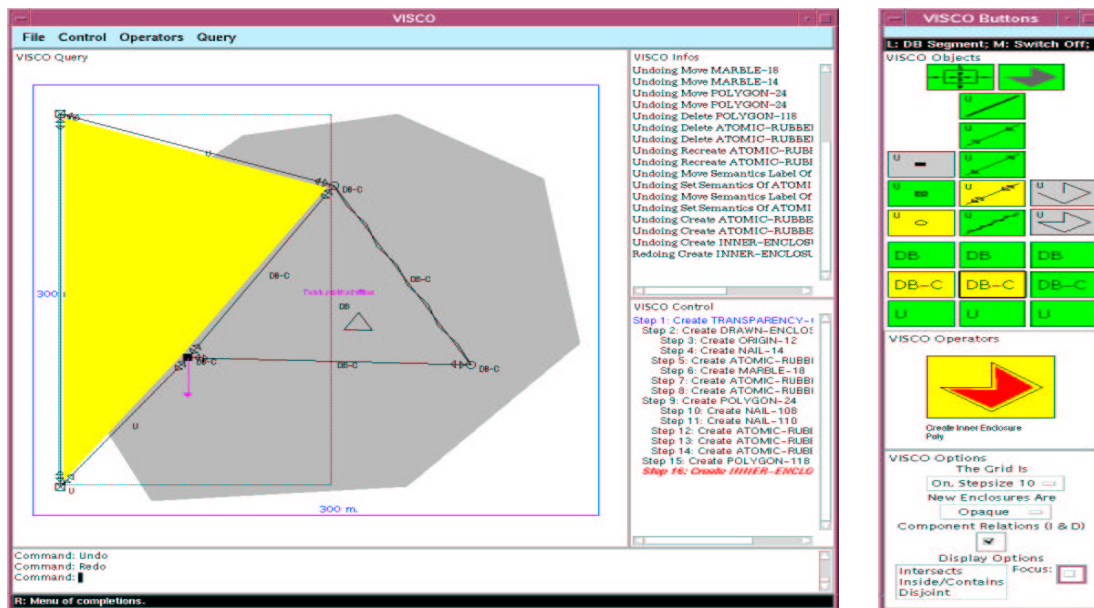 VISCO
File Control Operators Query
VISCO Query
U
DB-C
DB-C
DB-C
DB
DB-C
DB-C
DB-C
U
U
300
300 m.
VISCO Infos
Undoing Move MARBLE-18
Undoing Move MARBLE-14
Undoing Move POLYGON-24
Undoing Move POLYGON-24
Undoing Delete POLYGON-118
Undoing Delete ATOMIC-RUBBE
Undoing Delete ATOMIC-RUBBE
Undoing Recreate ATOMIC-RUBI
Undoing Recreate ATOMIC-RUBI
Undoing Move Semantics Label Of
Undoing Set Semantics Of ATOMI
Undoing Move Semantics Label Of
Undoing Set Semantics Of ATOMI
Undoing Create ATOMIC-RUBBE
Undoing Create ATOMIC-RUBBE
Undoing Create INNER-ENCLOSU
Redoing Create INNER-ENCLOSU
VISCO Control
Step 1: Create TRANSPARENCY-
Step 2: Create DRAWN-ENCLOS
Step 3: Create ORIGIN-12
Step 4: Create NAIL-14
Step 5: Create ATOMIC-RUBBI
Step 6: Create MARBLE-18
Step 7: Create ATOMIC-RUBBI
Step 8: Create ATOMIC-RUBBI
Step 9: Create POLYGON-24
Step 10: Create NAIL-108
Step 11: Create NAIL-110
Step 12: Create ATOMIC-RUBI
Step 13: Create ATOMIC-RUBI
Step 14: Create ATOMIC-RUBI
Step 15: Create POLYGON-118
Step 16: Create INNER-ENCLO
Command: Undo
Command: Redo
Command:
R: Menu of completions.
VISCO Buttons
L: DB Segment; M: Switch Off;
VISCO Objects
U
U
U U
U U U
U U U
DB DB DB
DB-C DB-C DB-C
U U U
VISCO Operators
Create Inner Enclosure
Poly
VISCO Options
The Grid Is
On, Stepsize 10
New Enclosures Are
Opaque
Component Relations (I & D)
Display Options
Intersects
Inside/Contains
Disjoint
Focus: